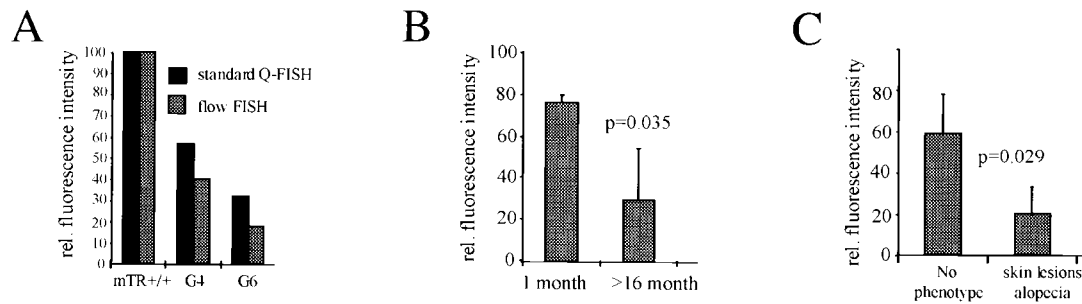 A
rel. fluorescence intensity
100
90
80
70
60
50
40
30
20
10
0
standard Q-FISH
flow FISH
mTR+/+ G4 G6
B
rel. fluorescence intensity
100
80
60
40
20
0
p=0.035
1 month >16 month
C
rel. fluorescence intensity
80
60
40
20
0
p=0.029
No phenotype
skin lesions alopecia